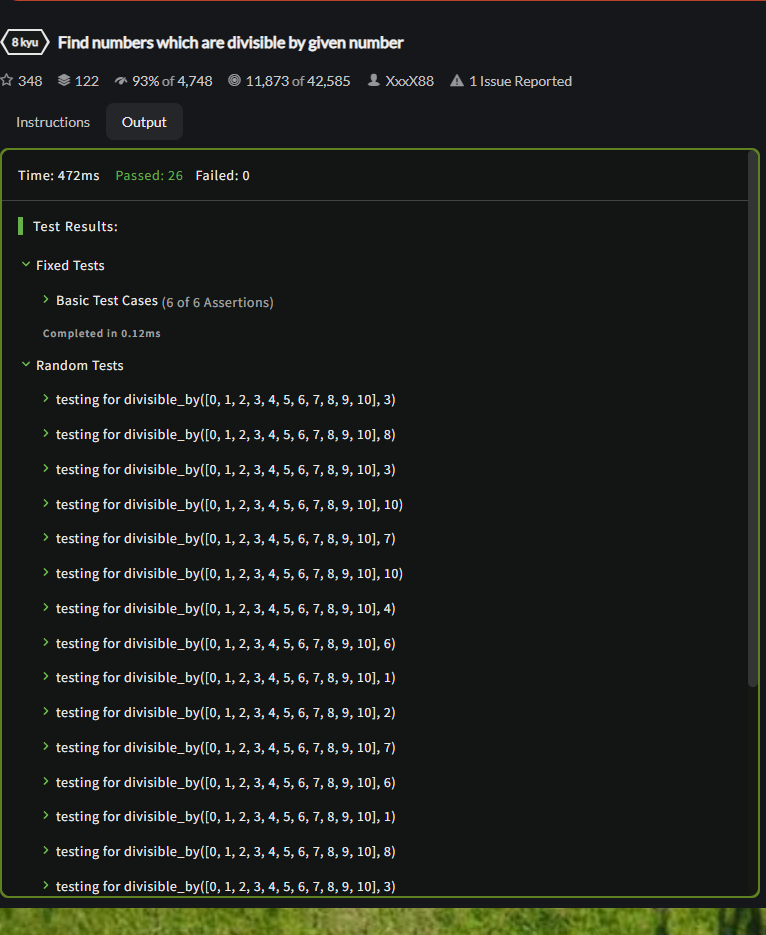 8 kyu Find numbers which are divisible by given number
348 122 93% of 4,748 11,873 of 42,585 XxxX88 1 Issue Reported
Instructions Output
Time: 472ms Passed: 26 Failed: 0
Test Results:
Fixed Tests
Basic Test Cases (6 of 6 Assertions)
Completed in 0.12ms
Random Tests
testing for divisible_by([0, 1, 2, 3, 4, 5, 6, 7, 8, 9, 10], 3)
testing for divisible_by([0, 1, 2, 3, 4, 5, 6, 7, 8, 9, 10], 8)
testing for divisible_by([0, 1, 2, 3, 4, 5, 6, 7, 8, 9, 10], 3)
testing for divisible_by([0, 1, 2, 3, 4, 5, 6, 7, 8, 9, 10], 10)
testing for divisible_by([0, 1, 2, 3, 4, 5, 6, 7, 8, 9, 10], 7)
testing for divisible_by([0, 1, 2, 3, 4, 5, 6, 7, 8, 9, 10], 10)
testing for divisible_by([0, 1, 2, 3, 4, 5, 6, 7, 8, 9, 10], 4)
testing for divisible_by([0, 1, 2, 3, 4, 5, 6, 7, 8, 9, 10], 6)
testing for divisible_by([0, 1, 2, 3, 4, 5, 6, 7, 8, 9, 10], 1)
testing for divisible_by([0, 1, 2, 3, 4, 5, 6, 7, 8, 9, 10], 2)
testing for divisible_by([0, 1, 2, 3, 4, 5, 6, 7, 8, 9, 10], 7)
testing for divisible_by([0, 1, 2, 3, 4, 5, 6, 7, 8, 9, 10], 6)
testing for divisible_by([0, 1, 2, 3, 4, 5, 6, 7, 8, 9, 10], 1)
testing for divisible_by([0, 1, 2, 3, 4, 5, 6, 7, 8, 9, 10], 8)
testing for divisible_by([0, 1, 2, 3, 4, 5, 6, 7, 8, 9, 10], 3)